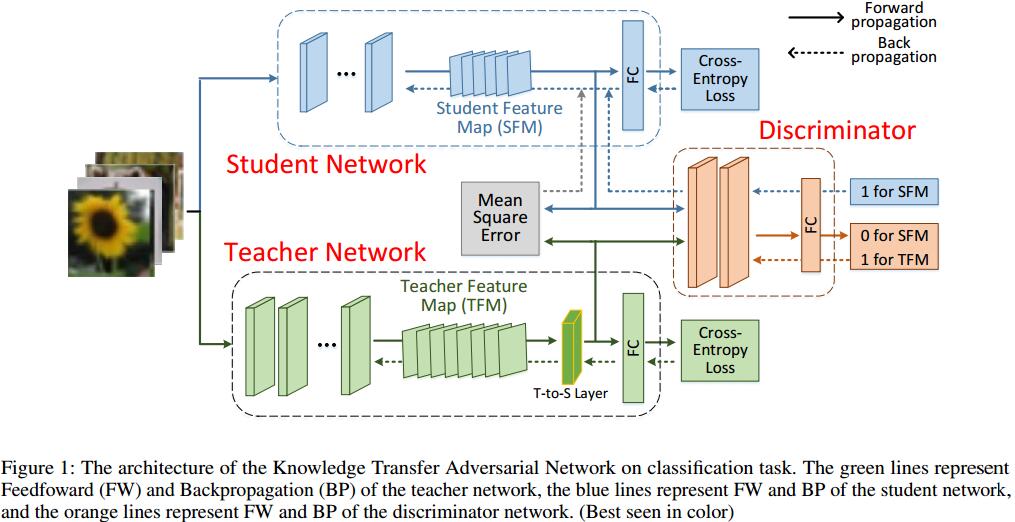 Forward
propagation
Back
propagation
FC
Cross-
Entropy
Loss
Student Feature
Map (SFM)
Student Network
Discriminator
Mean
Square
Error
1 for SFM
FC
0 for SFM
1 for TFM
Teacher Network
Teacher Feature
Map (TFM)
FC
Cross-
Entropy
Loss
T-to-S Layer
Figure 1: The architecture of the Knowledge Transfer Adversarial Network on classification task. The green lines represent
Feedfoward (FW) and Backpropagation (BP) of the teacher network, the blue lines represent FW and BP of the student network,
and the orange lines represent FW and BP of the discriminator network. (Best seen in color)